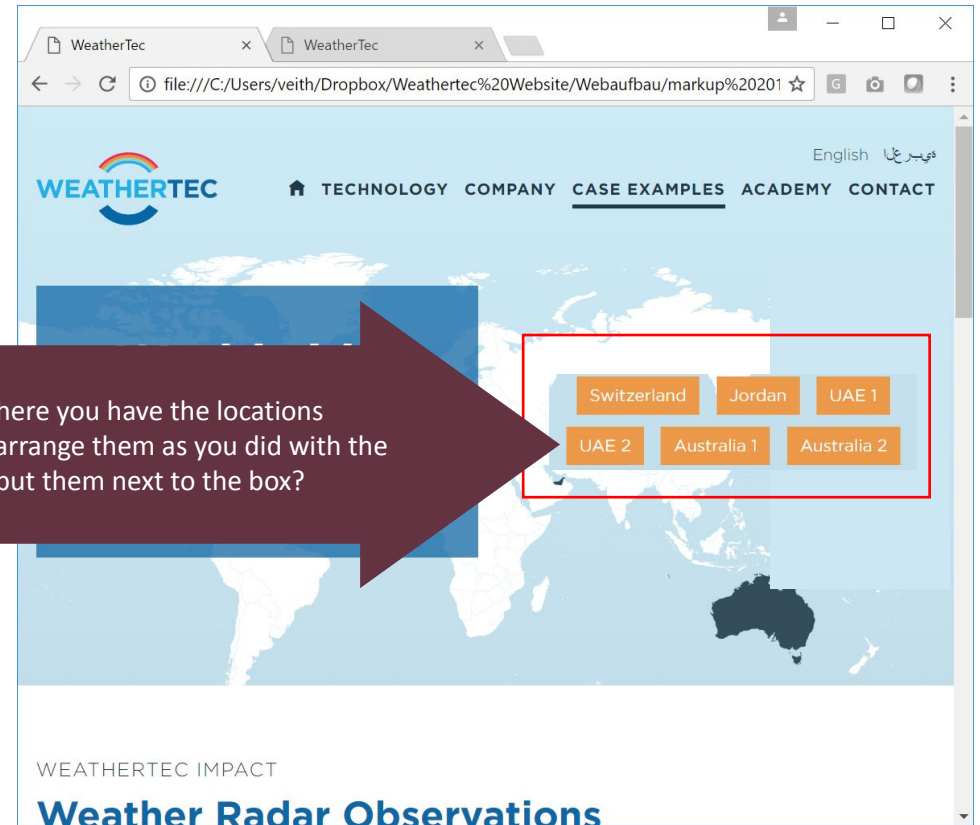 WeatherTec
WeatherTec
file:///C:/Users/veith/Dropbox/Weathertec%20Website/Webaufbau/markup%20201
G
English ةيبرعلا
WEATHERTEC
TECHNOLOGY COMPANY CASE EXAMPLES ACADEMY CONTACT
here you have the locations
arrange them as you did with the
put them next to the box?
Switzerland Jordan UAE 1
UAE 2 Australia 1 Australia 2
WEATHERTEC IMPACT
Weather Radar Observations